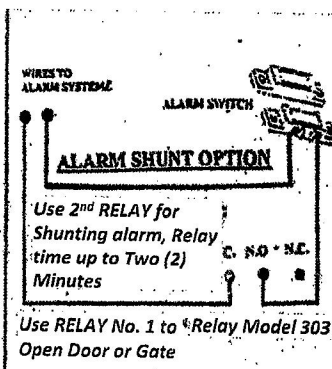 WIRES TO
ALARM SYSTEMZ
ALARM SWITCH
ALARM SHUNT OPTION
Use 2nd RELAY for
Shunting alarm, Relay
time up to Two (2)
Minutes
C. N.O * N.C.
Use RELAY No. 1 to Relay Model 303
Open Door or Gate